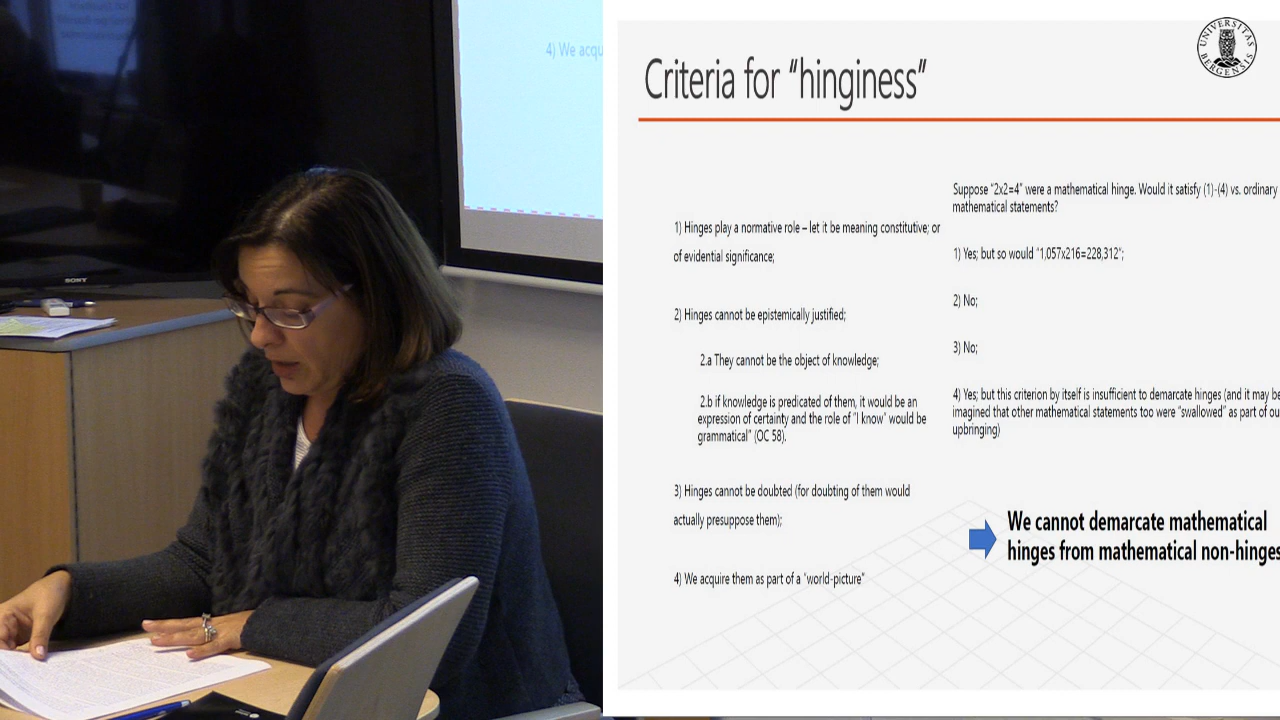 4) We acqu
SONY
UNIVERSITAS
BERGENSIS
Criteria for “hinginess”
1) Hinges play a normative role – let it be meaning constitutive; or
of evidential significance;
2) Hinges cannot be epistemically justified;
2.a They cannot be the object of knowledge;
2.b if knowledge is predicated of them, it would be an
expression of certainty and the role of “I know’ would be
grammatical” (OC 58).
3) Hinges cannot be doubted (for doubting of them would
actually presuppose them);
4) We acquire them as part of a “world-picture”
Suppose “2x2=4” were a mathematical hinge. Would it satisfy (1)-(4) vs. ordinary
mathematical statements?
1) Yes; but so would “1,057x216=228,312”;
2) No;
3) No;
4) Yes; but this criterion by itself is insufficient to demarcate hinges (and it may be
imagined that other mathematical statements too were “swallowed” as part of ou
upbringing)
We cannot demarcate mathematical
hinges from mathematical non-hinges